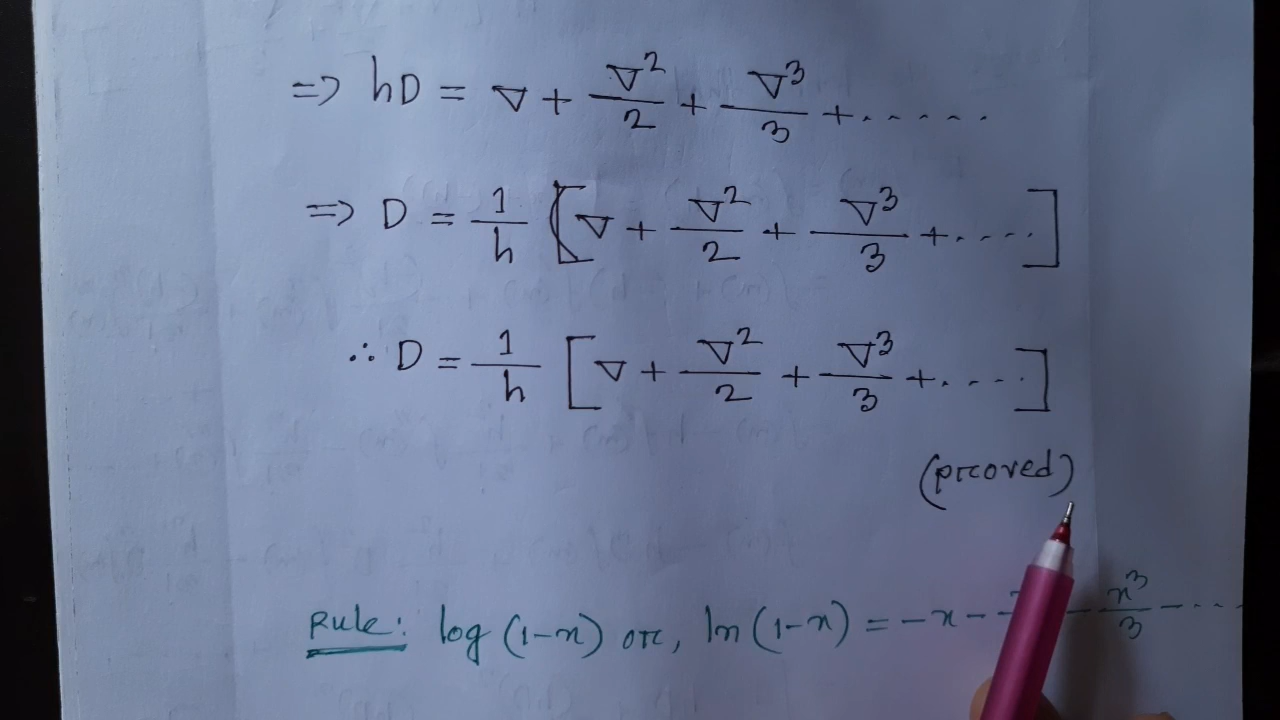 => hD = ∇ + ∇²/2 + ∇³/3 + ......
=> D = 1/h [∇ + ∇²/2 + ∇³/3 + ....]
∴ D = 1/h [∇ + ∇²/2 + ∇³/3 + ....]
(proved)
Rule: log (1-x) or, ln (1-x) = -x - - x³/3 - ....